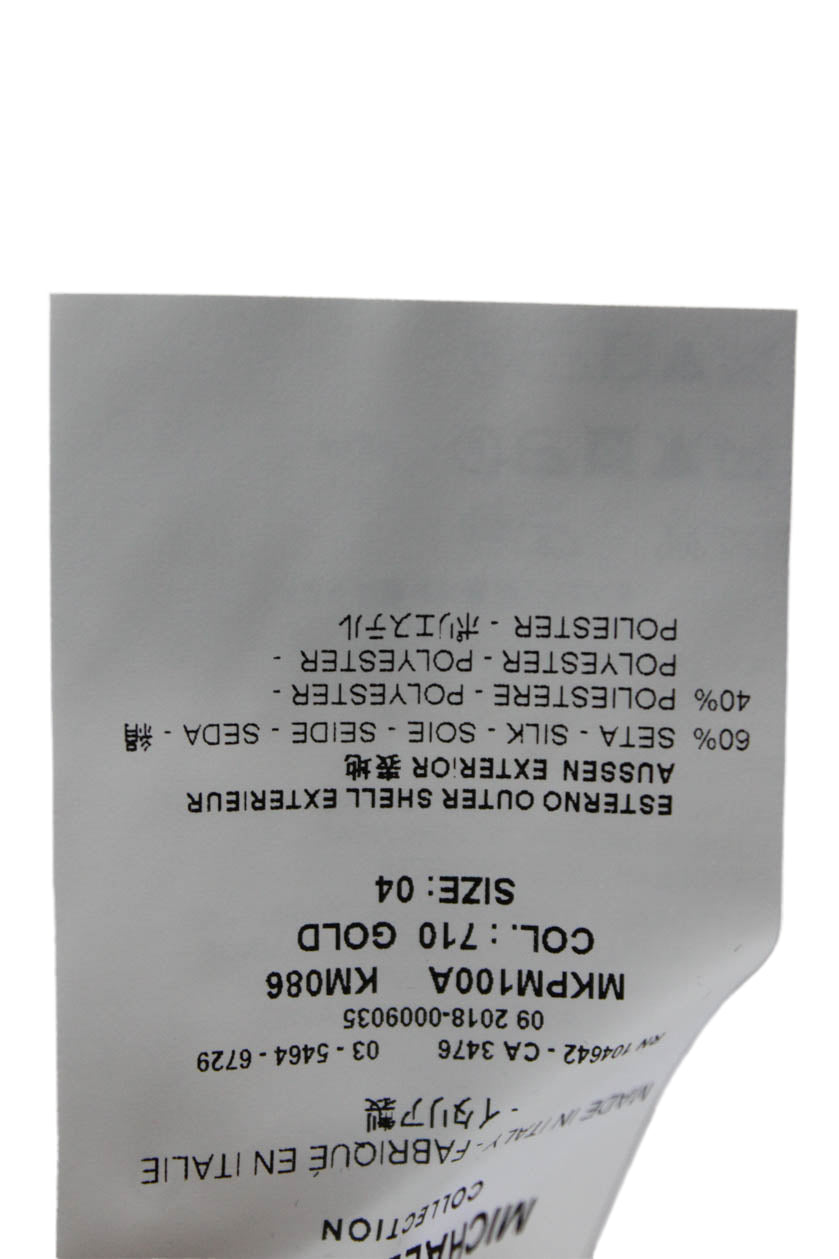 COLLECTION
MADE IN ITALY - FABRIQUÉ EN ITALIE
- イタリア製
RN 104642 - CA 3476 03 - 5464 - 6729
09 2018-0009035
MKPM100A KM086
COL. : 710 GOLD
SIZE: 04
ESTERNO OUTER SHELL EXTERIEUR
AUSSEN EXTERIOR 表地
60% SETA - SILK - SOIE - SEIDE - SEDA - 絹
40% POLIESTERE - POLYESTER -
POLYESTER - POLYESTER -
POLIESTER - ポリエステル